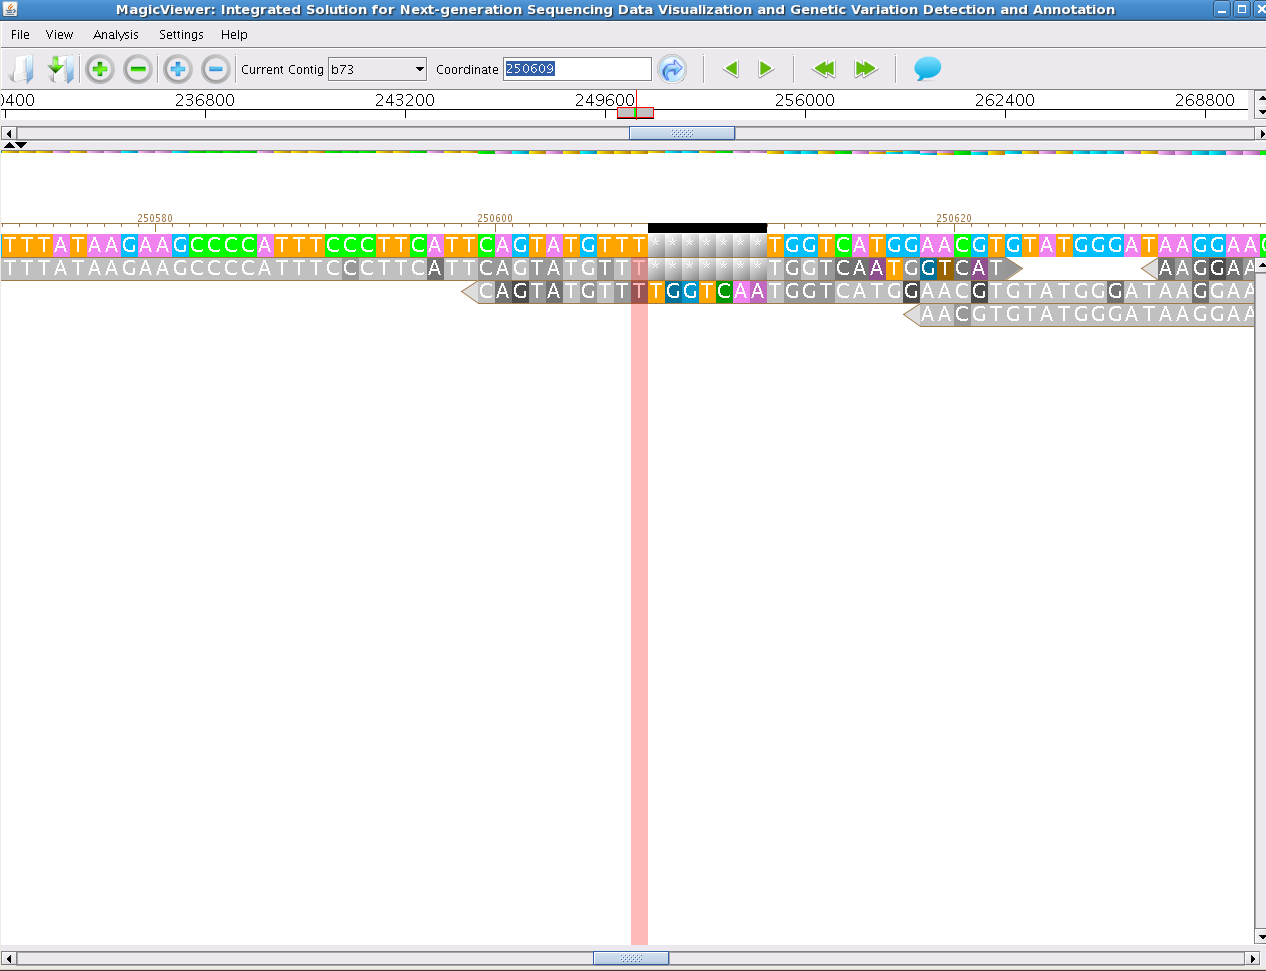 MagicViewer: Integrated Solution for Next-generation Sequencing Data Visualization and Genetic Variation Detection and Annotation
File View Analysis Settings Help
Current Contig b73 Coordinate 250609
0400 236800 243200 249600 256000 262400 268800
250580 250600 250620
TTTATAAGAAGCCCCATTTCCCTTCATTCAGTATGTTT*******TGGTCATGGAACGTGTATGGGATAAGGAA
TTTATAAGAAGCCCCATTTCCCTTCATTCAGTATGTTT*******TGGTCAATGGTCAT AAGGAA
CAGTATGTTTTGGTCAATGGTCATGGAACGTGTATGGGATAAGGAA
AACGTGTATGGGATAAGGAA